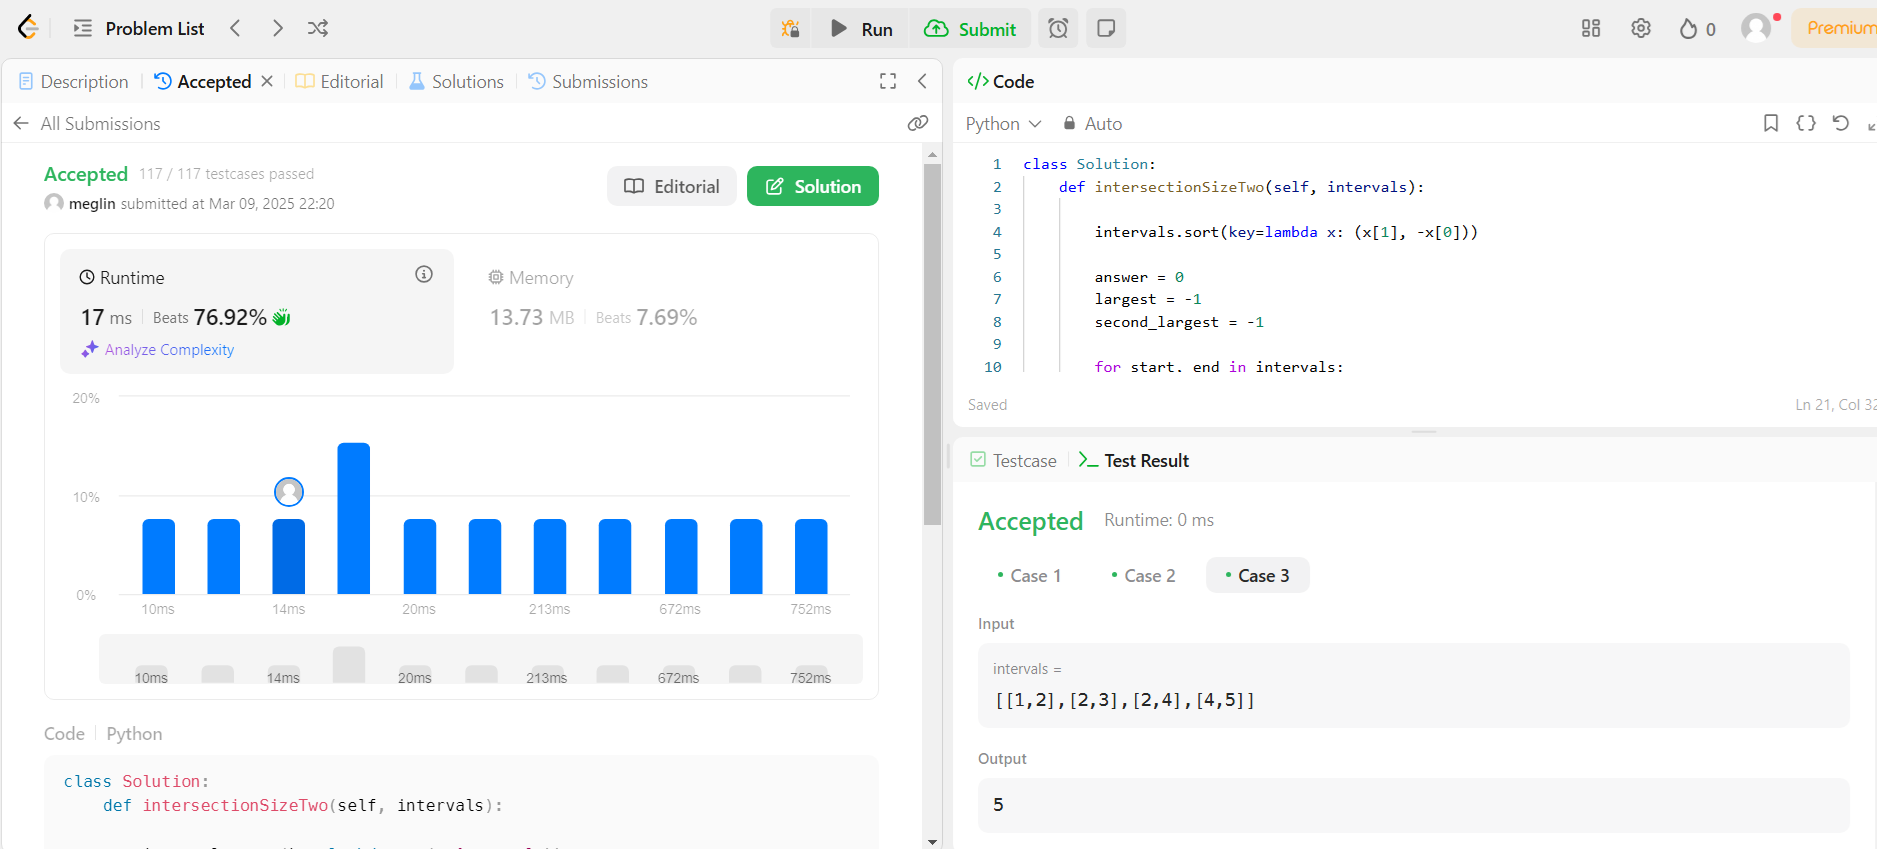 Problem List
Run
Submit
0
Premium
Description
Accepted
Editorial
Solutions
Submissions
All Submissions
Accepted 117 / 117 testcases passed
meglin submitted at Mar 09, 2025 22:20
Editorial
Solution
Runtime
17 ms
Beats 76.92%
Analyze Complexity
Memory
13.73 MB
Beats 7.69%
20%
10%
0%
10ms 14ms 20ms 213ms 672ms 752ms
10ms 14ms 20ms 213ms 672ms 752ms
Code
Python
class Solution:
def intersectionSizeTwo(self, intervals):
</> Code
Python
Auto
1 class Solution:
2 def intersectionSizeTwo(self, intervals):
3
4 intervals.sort(key=lambda x: (x[1], -x[0]))
5
6 answer = 0
7 largest = -1
8 second_largest = -1
9
10 for start, end in intervals:
Saved
Ln 21, Col 32
Testcase
Test Result
Accepted
Runtime: 0 ms
Case 1
Case 2
Case 3
Input
intervals =
[[1,2],[2,3],[2,4],[4,5]]
Output
5